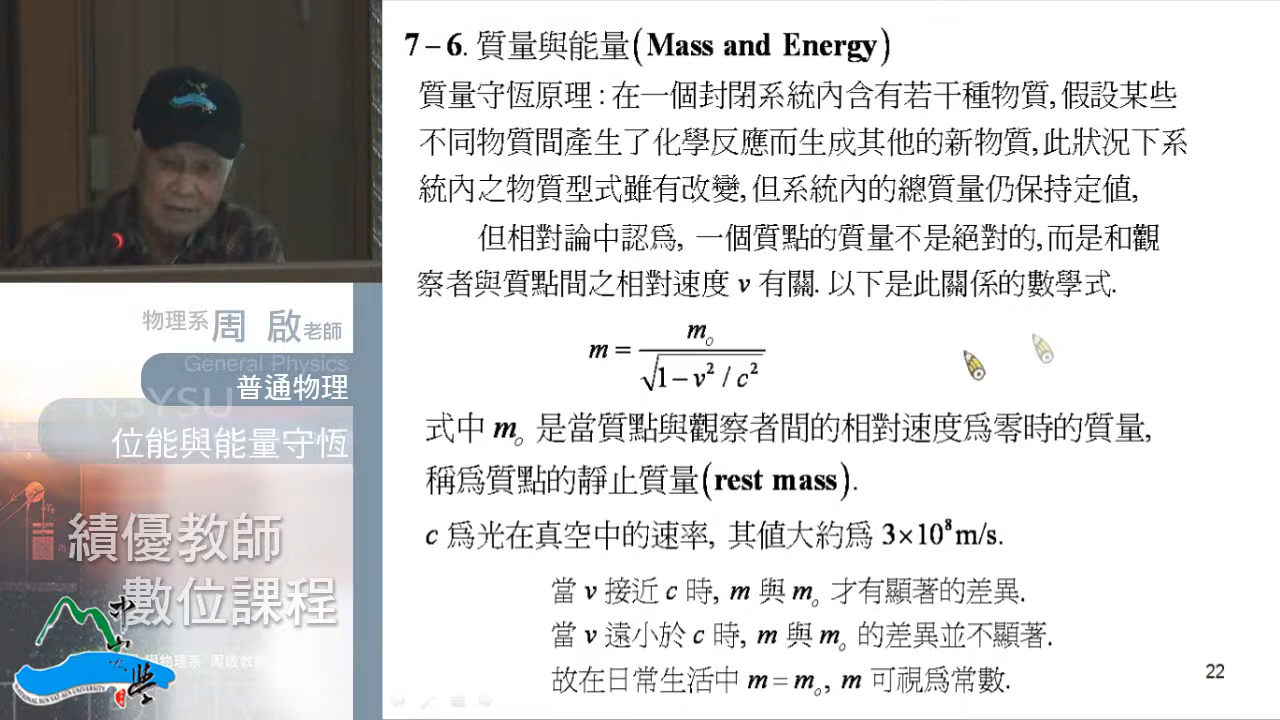 7－6. 質量與能量(Mass and Energy)
質量守恆原理 : 在一個封閉系統內含有若干種物質, 假設某些
不同物質間產生了化學反應而生成其他的新物質, 此狀況下系
統內之物質型式雖有改變, 但系統內的總質量仍保持定值,
但相對論中認為, 一個質點的質量不是絕對的, 而是和觀
察者與質點間之相對速度 v 有關. 以下是此關係的數學式.
m = m₀ / √(1 − v² / c²)
式中 m₀ 是當質點與觀察者間的相對速度為零時的質量,
稱為質點的靜止質量(rest mass).
c 為光在真空中的速率, 其值大約為 3×10⁸ m/s.
當 v 接近 c 時, m 與 m₀ 才有顯著的差異.
當 v 遠小於 c 時, m 與 m₀ 的差異並不顯著.
故在日常生活中 m = m₀, m 可視為常數.
22
物理系 周 啟 老師
General Physics
普通物理
NSYSU
位能與能量守恆
績優教師
數位課程